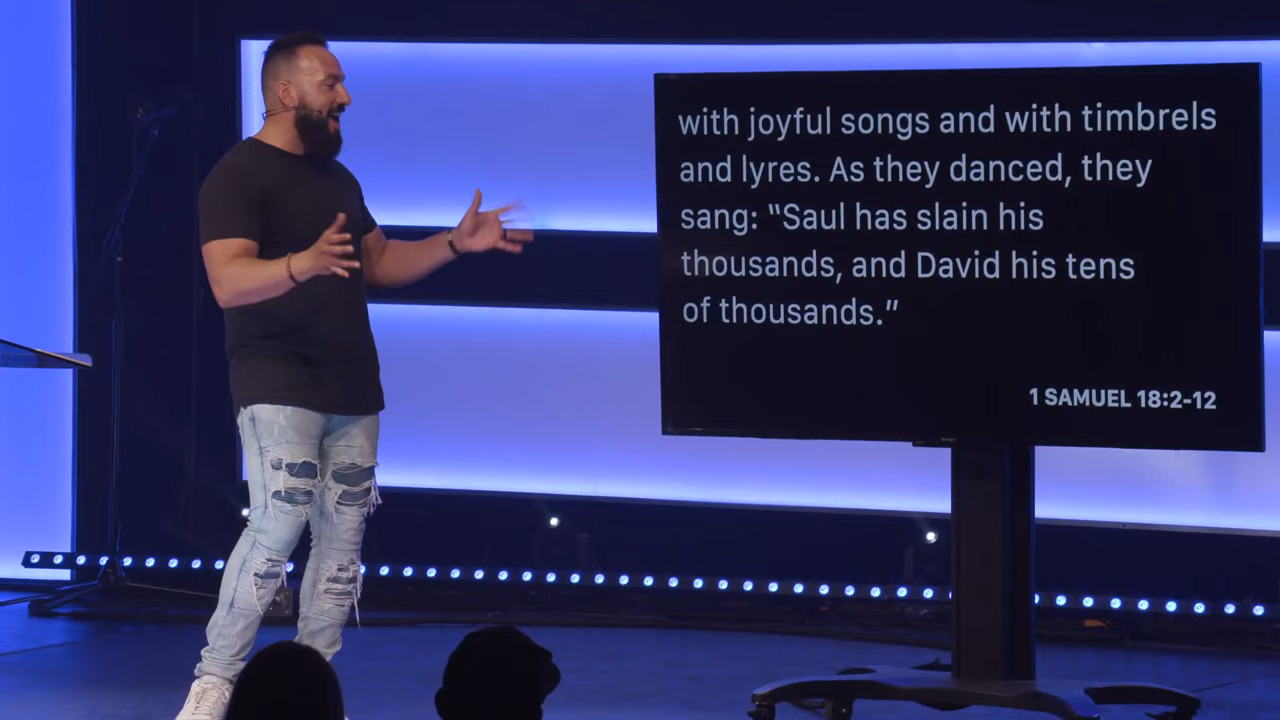 with joyful songs and with timbrels
and lyres. As they danced, they
sang: “Saul has slain his
thousands, and David his tens
of thousands.”
1 SAMUEL 18:2-12